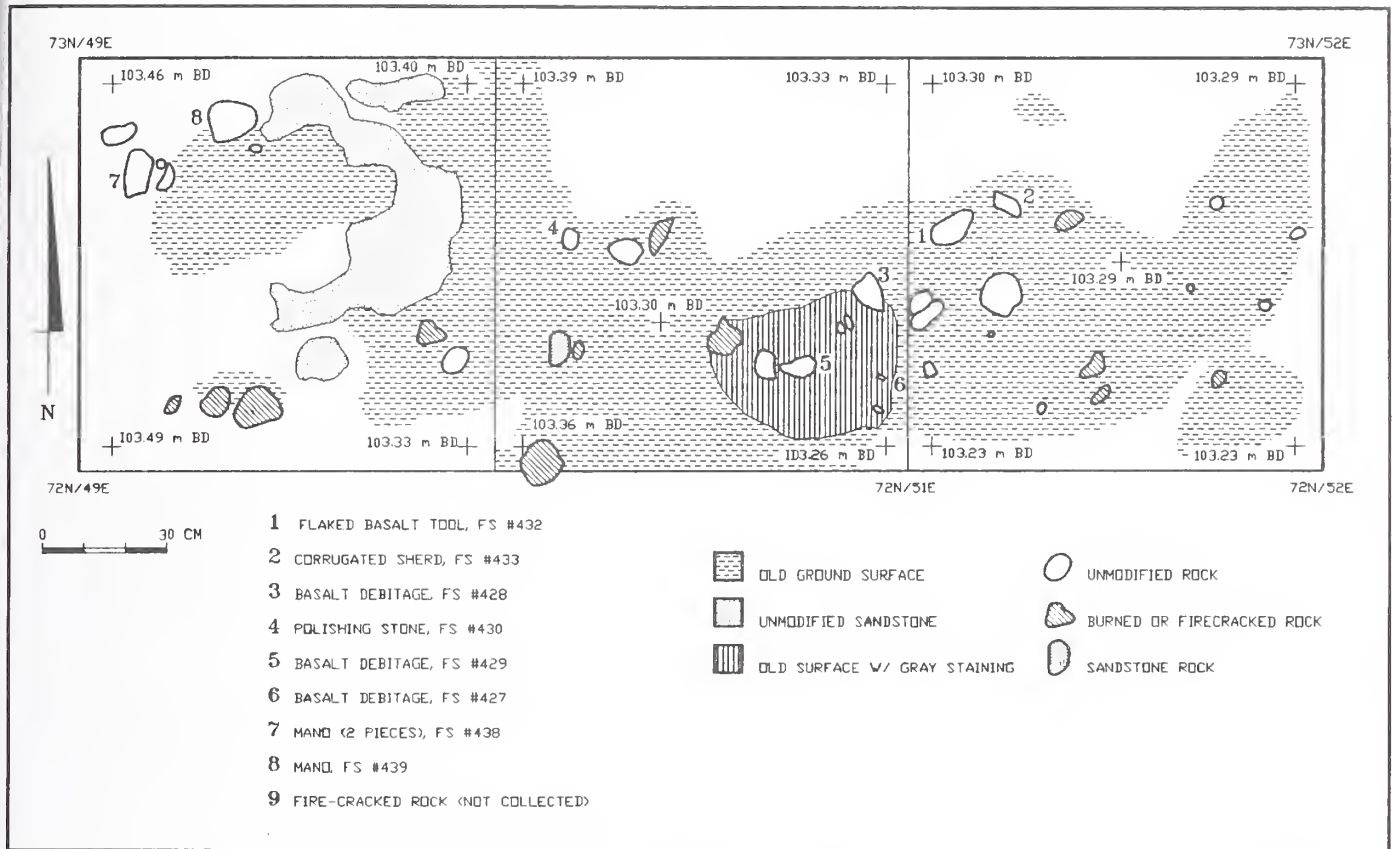 73N/49E 73N/52E
103.46 m BD 103.40 m BD 103.39 m BD 103.33 m BD 103.30 m BD 103.29 m BD
8
7 9
2
4 1
3
103.29 m BD
103.30 m BD
5 6
N
103.49 m BD 103.33 m BD 103.36 m BD 103.26 m BD 103.23 m BD 103.23 m BD
72N/49E 72N/51E 72N/52E
0 30 CM
1 FLAKED BASALT TOOL, FS #432
2 CORRUGATED SHERD, FS #433
3 BASALT DEBITAGE, FS #428
4 POLISHING STONE, FS #430
5 BASALT DEBITAGE, FS #429
6 BASALT DEBITAGE, FS #427
7 MANO (2 PIECES), FS #438
8 MANO, FS #439
9 FIRE-CRACKED ROCK (NOT COLLECTED)
OLD GROUND SURFACE
UNMODIFIED SANDSTONE
OLD SURFACE W/ GRAY STAINING
UNMODIFIED ROCK
BURNED OR FIRECRACKED ROCK
SANDSTONE ROCK